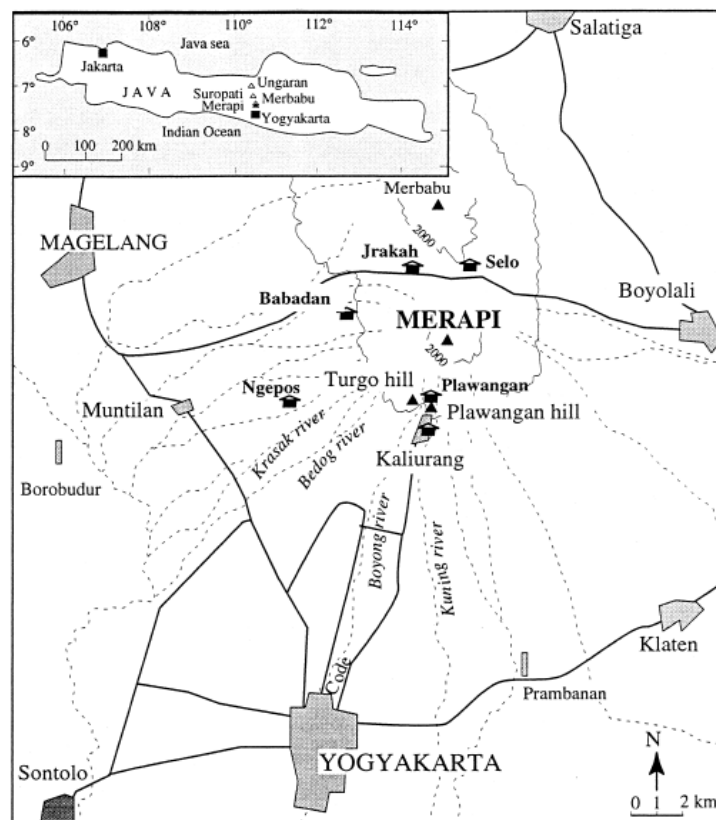 106°
108°
110°
112°
114°
6°
7°
8°
9°
Java sea
Jakarta
J A V A
Ungaran
Suropati
Merbabu
Merapi
Yogyakarta
Indian Ocean
0 200 km
Salatiga
Merbabu
2000
MAGELANG
Jrakah
Selo
Boyolali
Babadan
MERAPI
2000
Turgo hill
Plawangan
Ngepos
Plawangan hill
Muntilan
Krasak river
Bedog river
Kaliurang
Borobudur
Boyong river
Kuning river
Klaten
Code
Prambanan
YOGYAKARTA
Sontolo
N
0 1 2 km